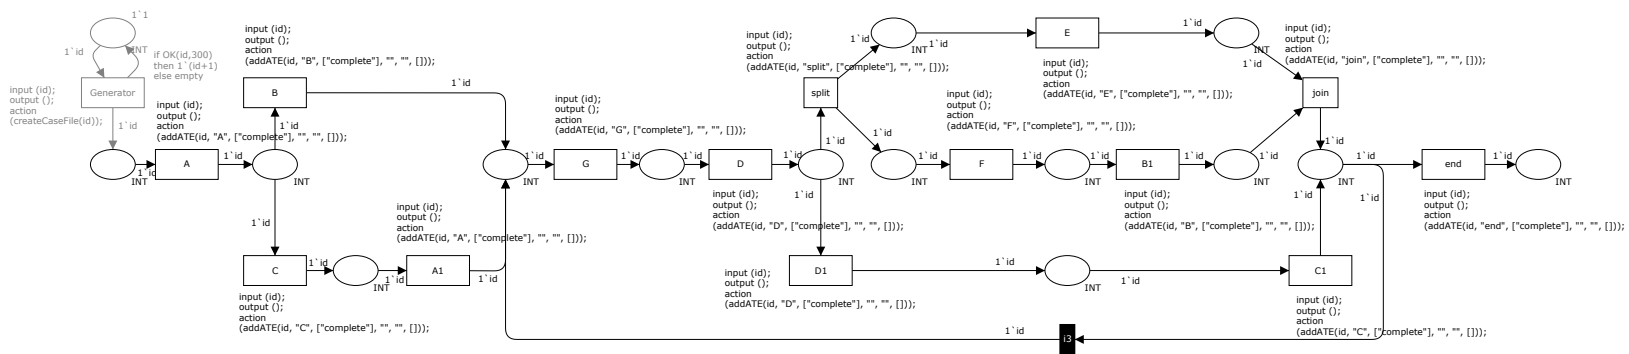 1`1
1`id
INT
if OK(id,300)
then 1`(id+1)
else empty
Generator
input (id);
output ();
action
(createCaseFile(id));
1`id
INT
1`id
A
input (id);
output ();
action
(addATE(id, "A", ["complete"], "", "", []));
1`id
INT
1`id
B
input (id);
output ();
action
(addATE(id, "B", ["complete"], "", "", []));
1`id
1`id
C
input (id);
output ();
action
(addATE(id, "C", ["complete"], "", "", []));
1`id
INT
1`id
A1
input (id);
output ();
action
(addATE(id, "A", ["complete"], "", "", []));
1`id
INT
1`id
G
input (id);
output ();
action
(addATE(id, "G", ["complete"], "", "", []));
1`id
INT
1`id
D
input (id);
output ();
action
(addATE(id, "D", ["complete"], "", "", []));
1`id
INT
1`id
split
input (id);
output ();
action
(addATE(id, "split", ["complete"], "", "", []));
1`id
INT
1`id
E
input (id);
output ();
action
(addATE(id, "E", ["complete"], "", "", []));
1`id
INT
1`id
1`id
INT
1`id
F
input (id);
output ();
action
(addATE(id, "F", ["complete"], "", "", []));
1`id
INT
1`id
B1
input (id);
output ();
action
(addATE(id, "B", ["complete"], "", "", []));
1`id
INT
1`id
join
input (id);
output ();
action
(addATE(id, "join", ["complete"], "", "", []));
1`id
INT
1`id
D1
input (id);
output ();
action
(addATE(id, "D", ["complete"], "", "", []));
1`id
INT
1`id
C1
input (id);
output ();
action
(addATE(id, "C", ["complete"], "", "", []));
1`id
1`id
1`id
i3
1`id
end
input (id);
output ();
action
(addATE(id, "end", ["complete"], "", "", []));
1`id
INT